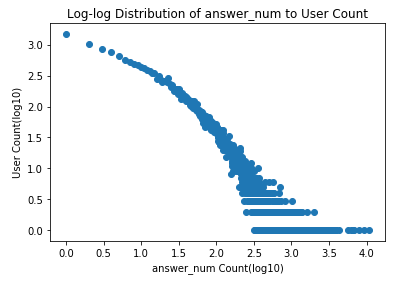 Log-log Distribution of answer_num to User Count
User Count(log10)
3.0
2.5
2.0
1.5
1.0
0.5
0.0
0.0 0.5 1.0 1.5 2.0 2.5 3.0 3.5 4.0
answer_num Count(log10)